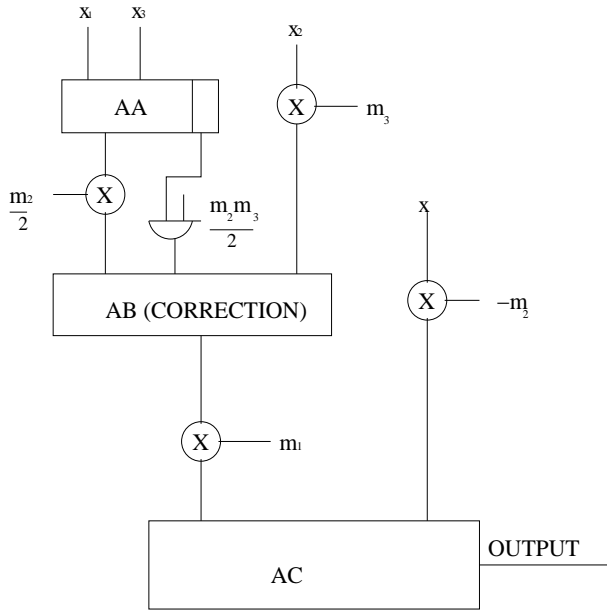 x₁ x₃ x₂
AA
X m₃
X m₂/2
m₂m₃/2
x
AB (CORRECTION)
X −m₂
X m₁
OUTPUT
AC